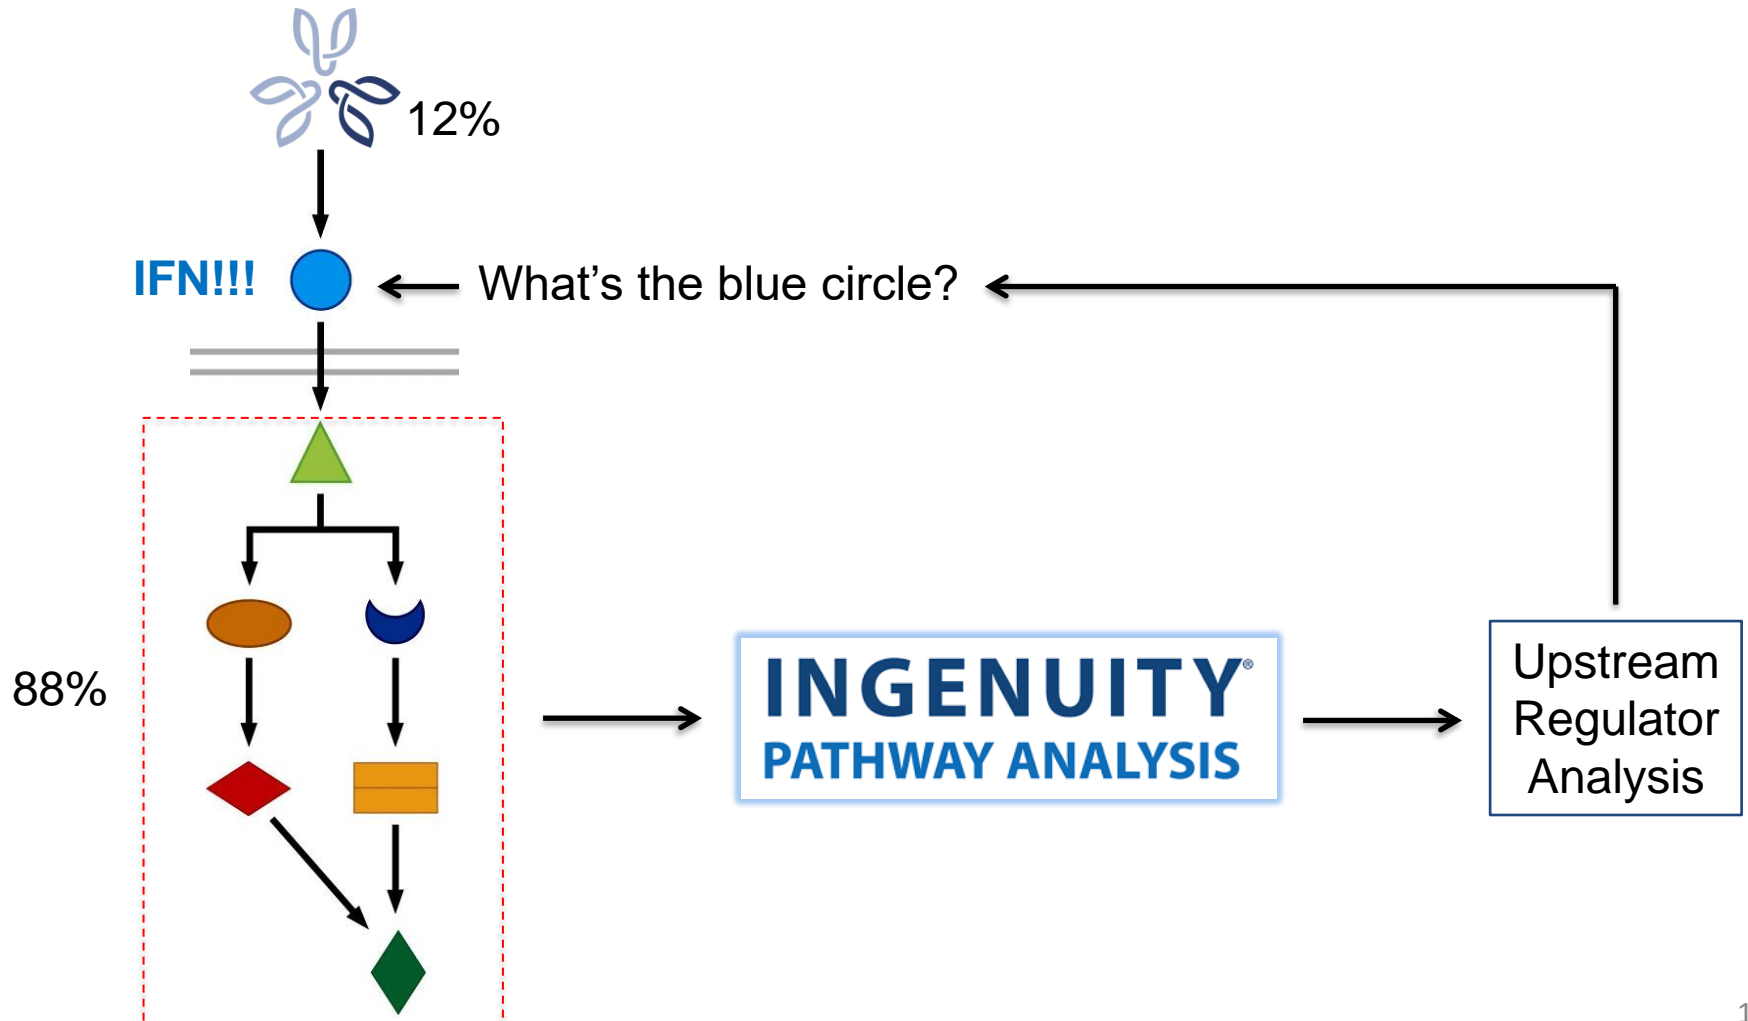 12%
IFN!!!
What’s the blue circle?
88%
INGENUITY®
PATHWAY ANALYSIS
Upstream
Regulator
Analysis
1